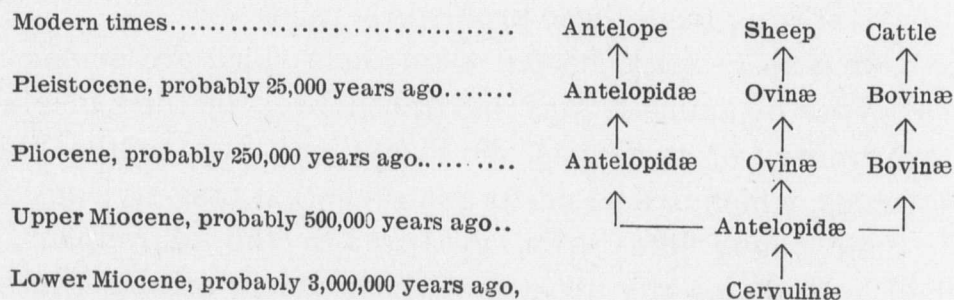 Modern times.................................. Antelope Sheep Cattle
Pleistocene, probably 25,000 years ago........ Antelopidæ Ovinæ Bovinæ
Pliocene, probably 250,000 years ago.......... Antelopidæ Ovinæ Bovinæ
Upper Miocene, probably 500,000 years ago.. Antelopidæ
Lower Miocene, probably 3,000,000 years ago, Cervulinæ